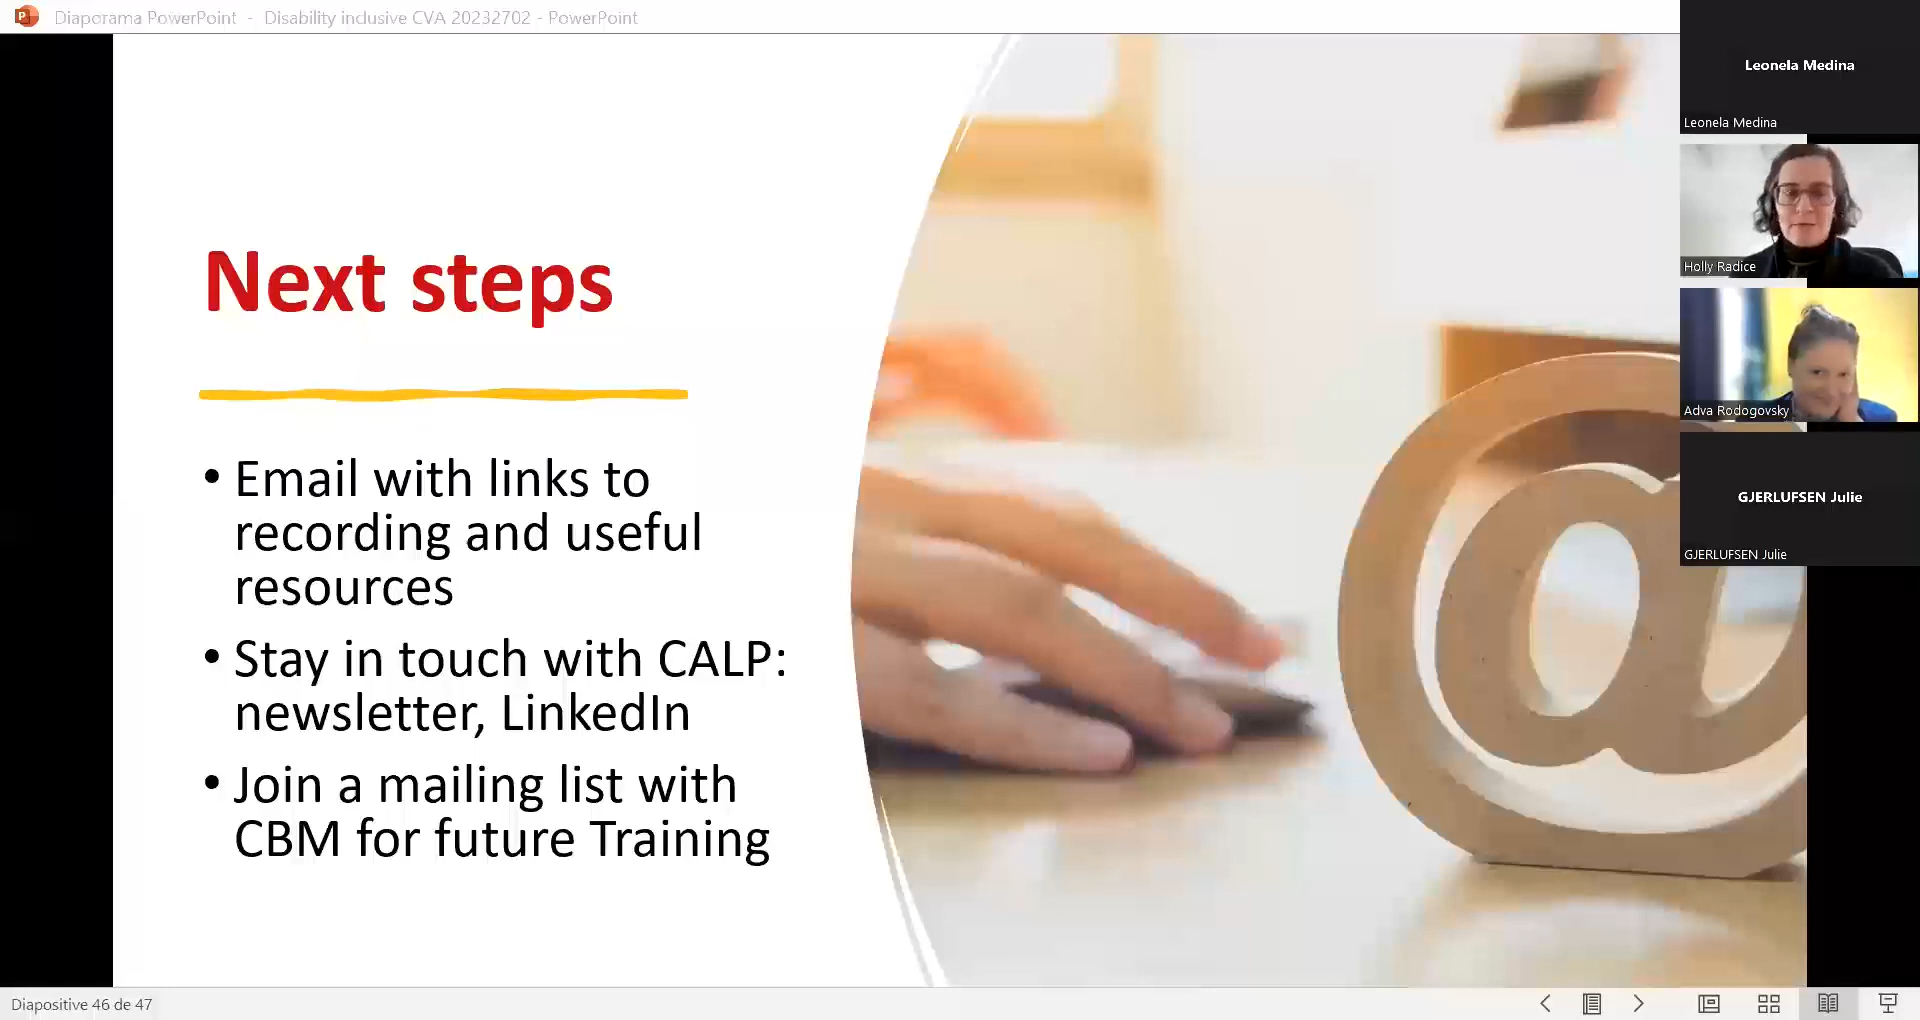 Diaporama PowerPoint - Disability inclusive CVA 20232702 - PowerPoint
Leonela Medina
Leonela Medina
Holly Radice
Adva Rodogovsky
GJERLUFSEN Julie
GJERLUFSEN Julie
Next steps
• Email with links to
recording and useful
resources
• Stay in touch with CALP:
newsletter, LinkedIn
• Join a mailing list with
CBM for future Training
@
Diapositive 46 de 47